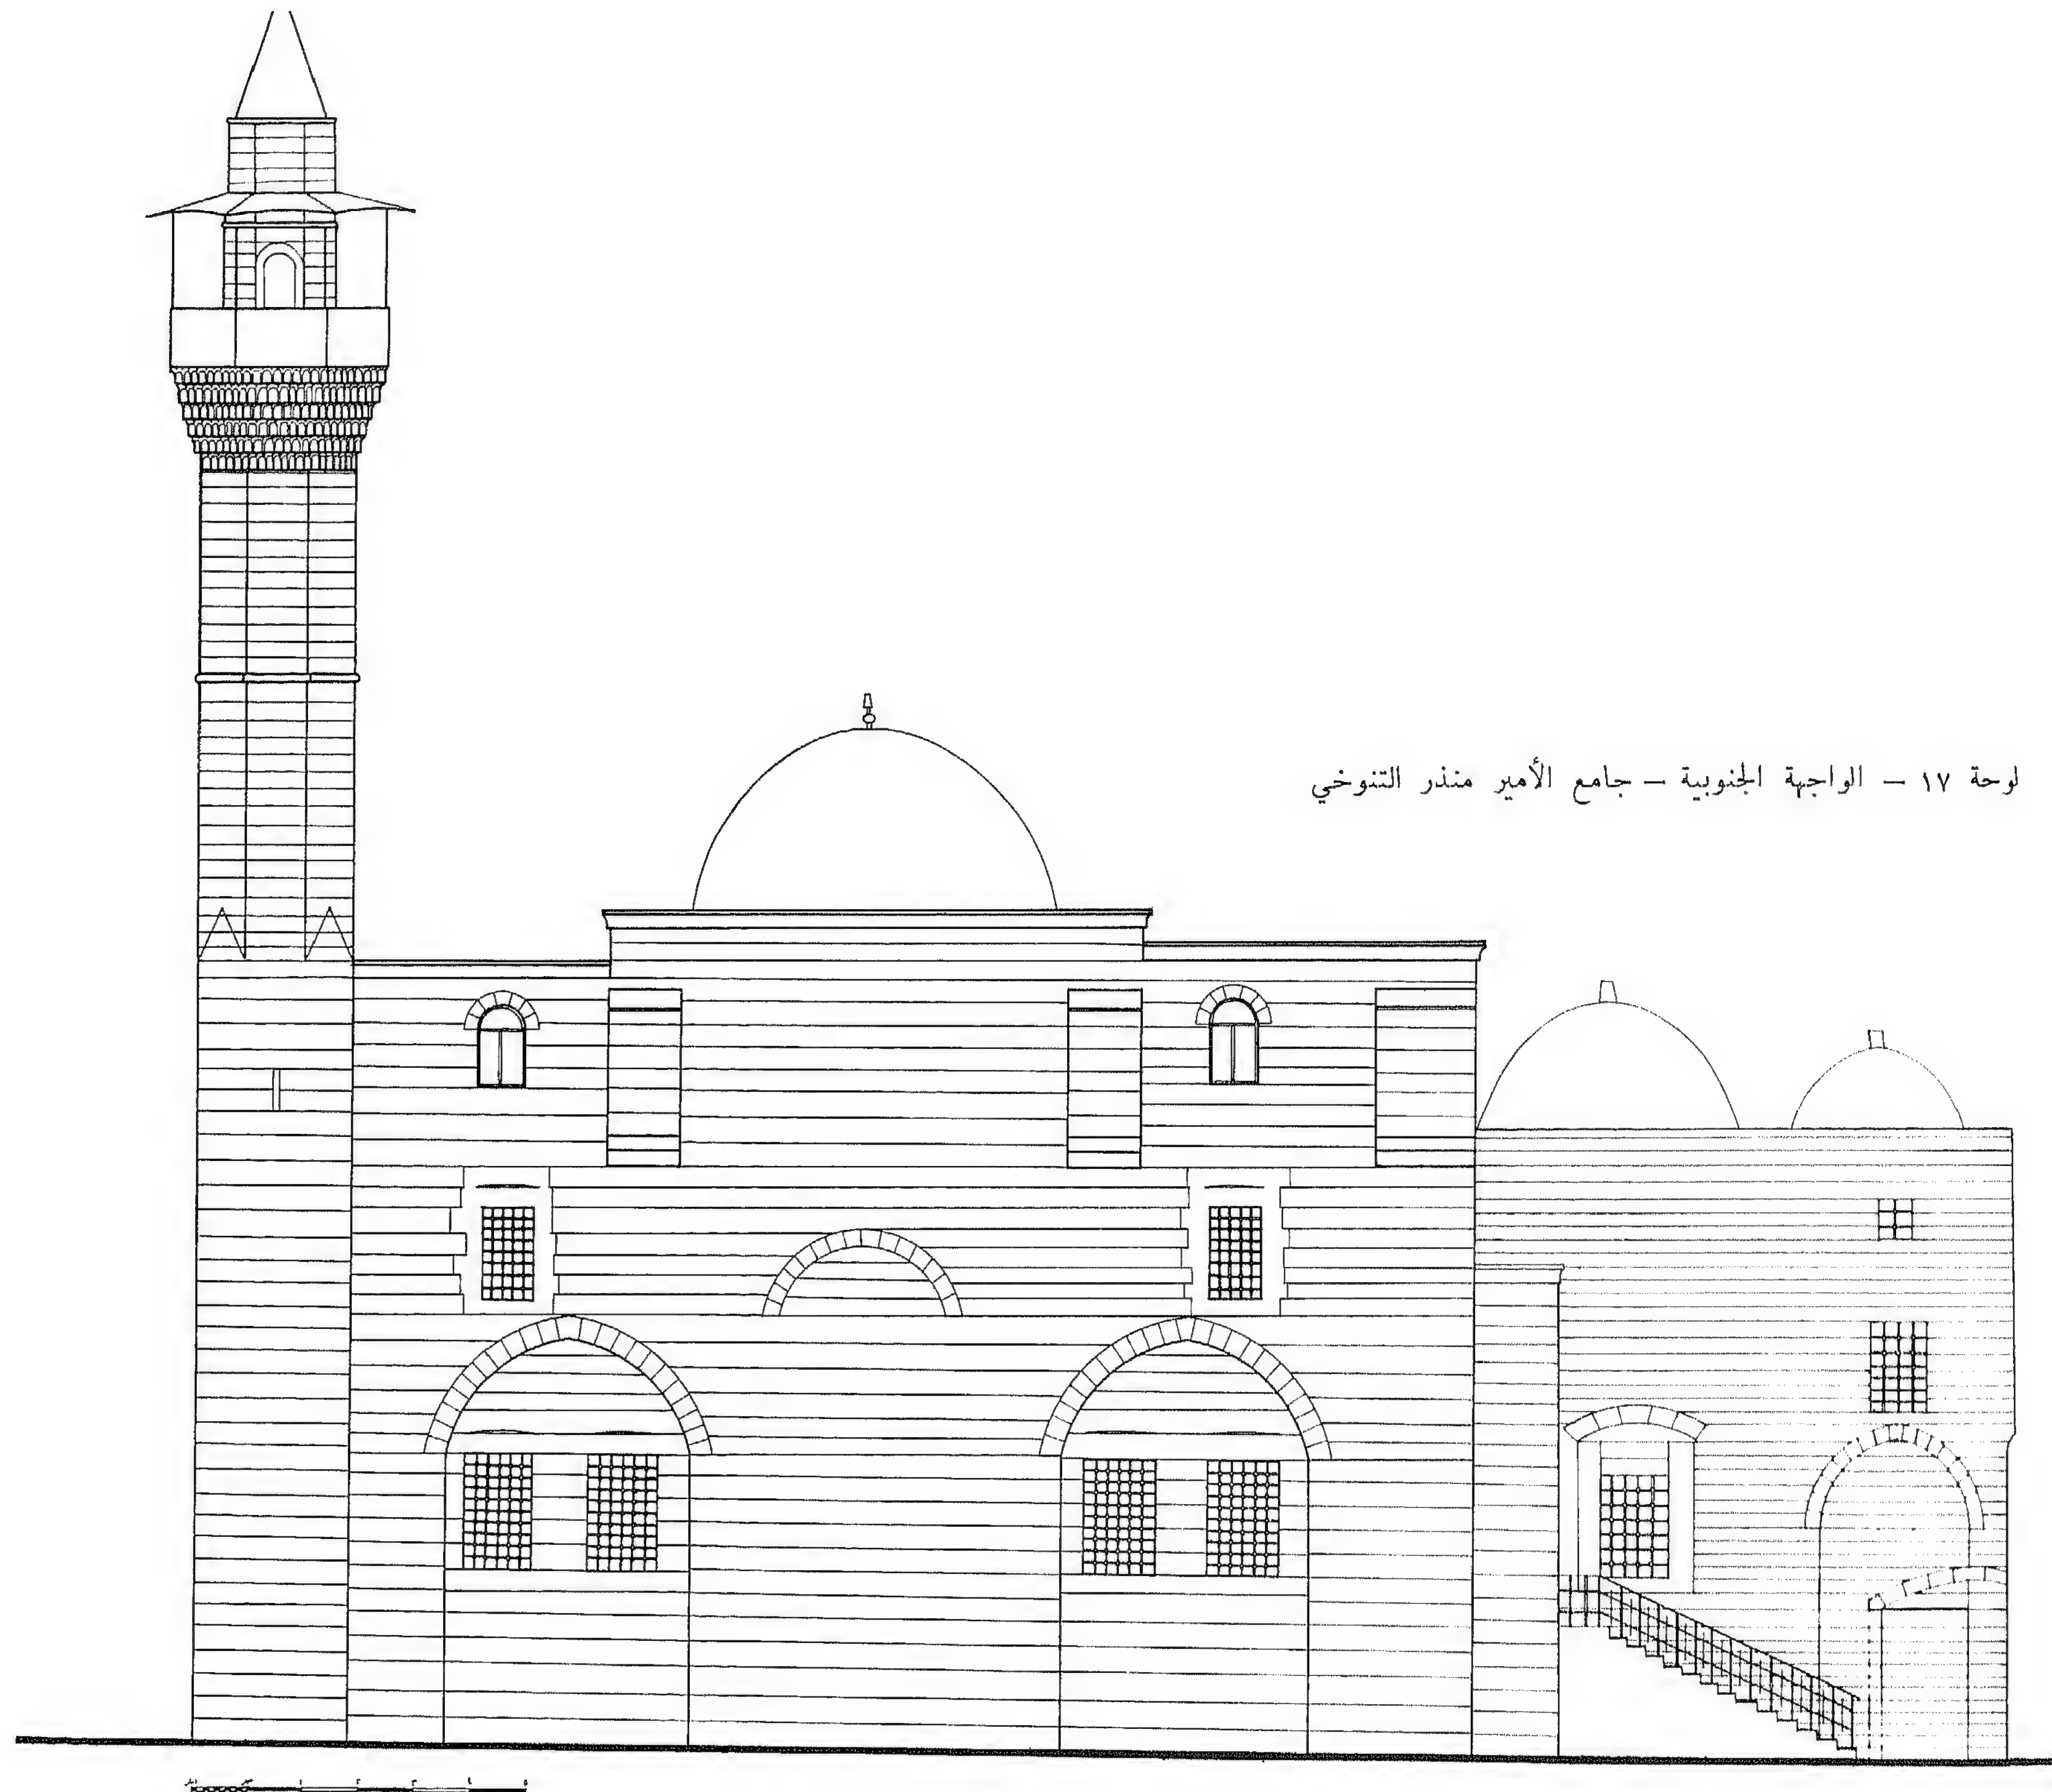 لوحة ١٧ – الواجهة الجنوبية – جامع الأمير منذر التنوخي